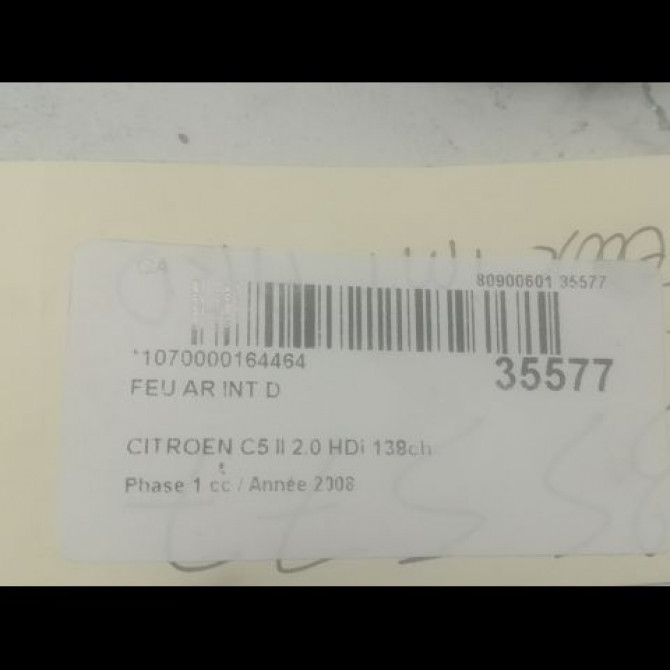 80900601 35577
*1070000164464
35577
FEU AR INT D
CITROEN C5 II 2.0 HDi 138ch
Phase 1 cc / Année 2008